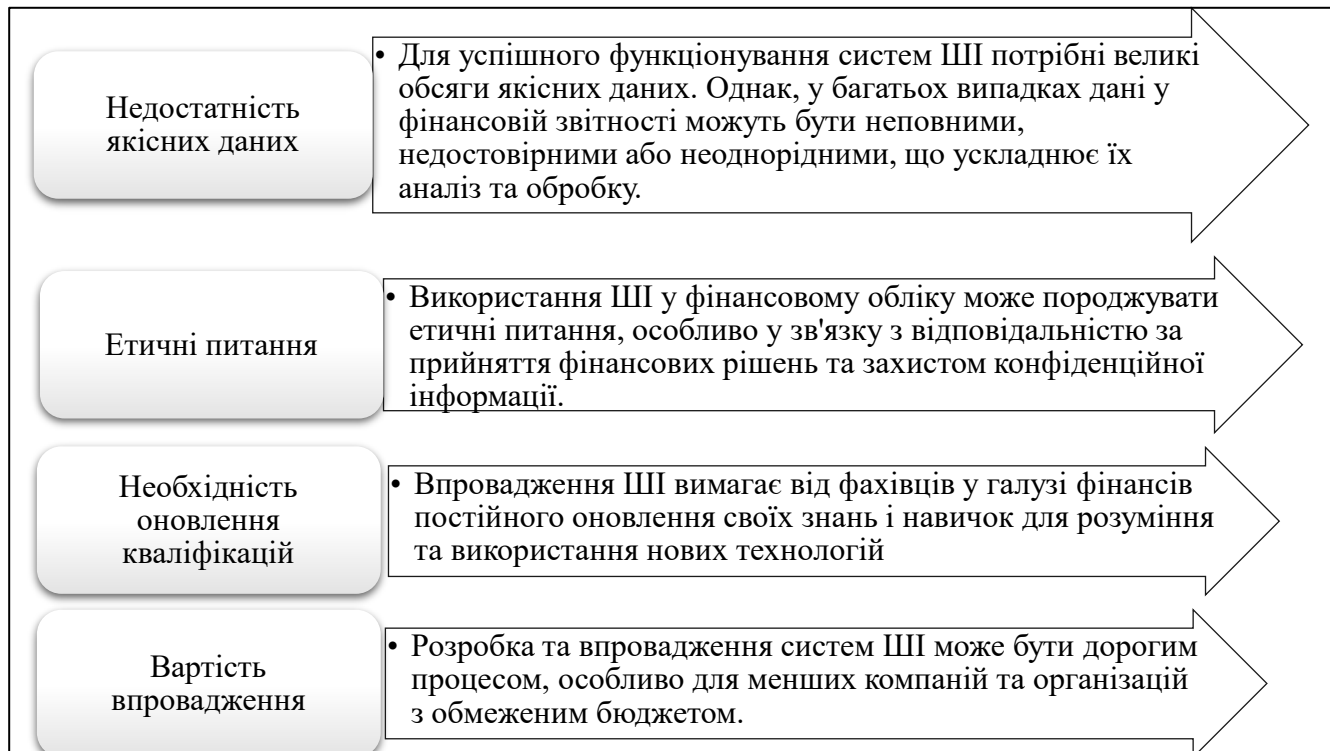 Недостатність
якісних даних
• Для успішного функціонування систем ШІ потрібні великі
обсяги якісних даних. Однак, у багатьох випадках дані у
фінансовій звітності можуть бути неповними,
недостовірними або неоднорідними, що ускладнює їх
аналіз та обробку.
Етичні питання
• Використання ШІ у фінансовому обліку може породжувати
етичні питання, особливо у зв'язку з відповідальністю за
прийняття фінансових рішень та захистом конфіденційної
інформації.
Необхідність
оновлення
кваліфікацій
• Впровадження ШІ вимагає від фахівців у галузі фінансів
постійного оновлення своїх знань і навичок для розуміння
та використання нових технологій
Вартість
впровадження
• Розробка та впровадження систем ШІ може бути дорогим
процесом, особливо для менших компаній та організацій
з обмеженим бюджетом.